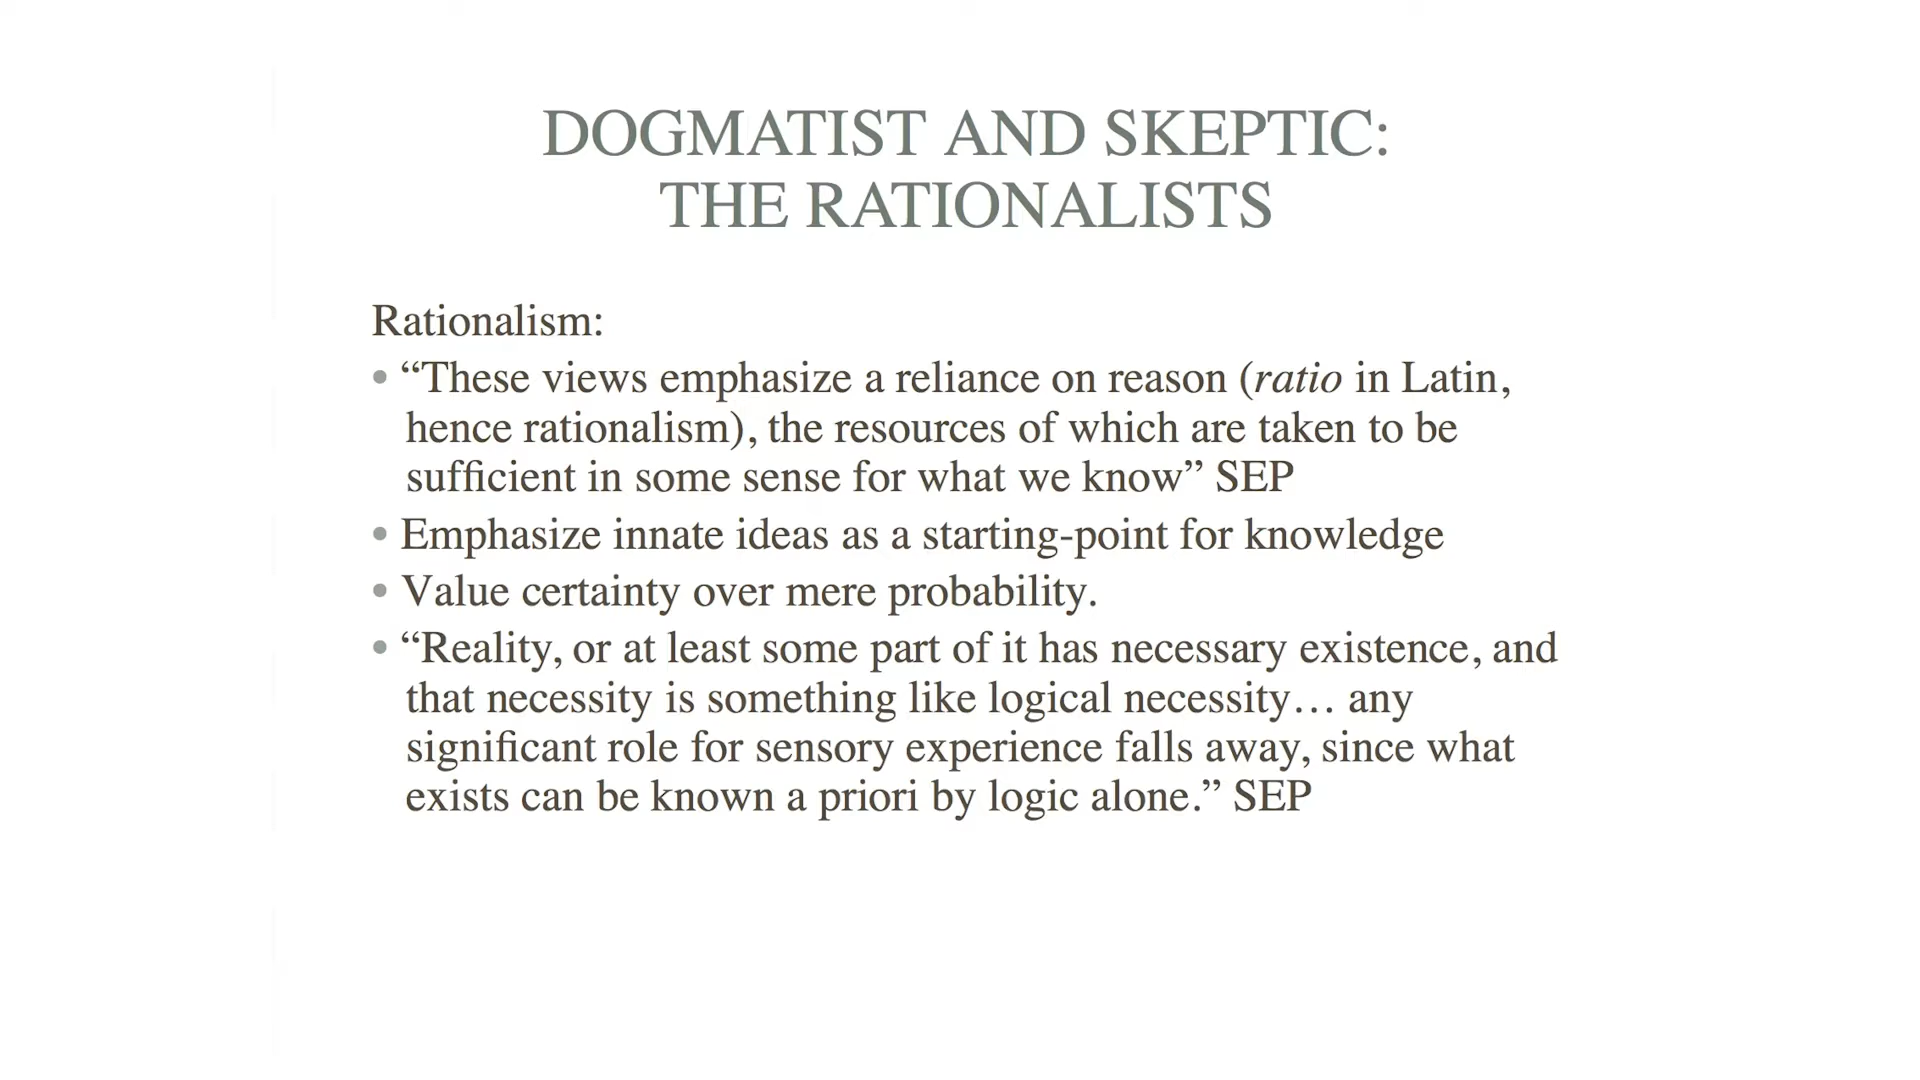 DOGMATIST AND SKEPTIC:
THE RATIONALISTS
Rationalism:
• “These views emphasize a reliance on reason (ratio in Latin,
hence rationalism), the resources of which are taken to be
sufficient in some sense for what we know” SEP
• Emphasize innate ideas as a starting-point for knowledge
• Value certainty over mere probability.
• “Reality, or at least some part of it has necessary existence, and
that necessity is something like logical necessity… any
significant role for sensory experience falls away, since what
exists can be known a priori by logic alone.” SEP